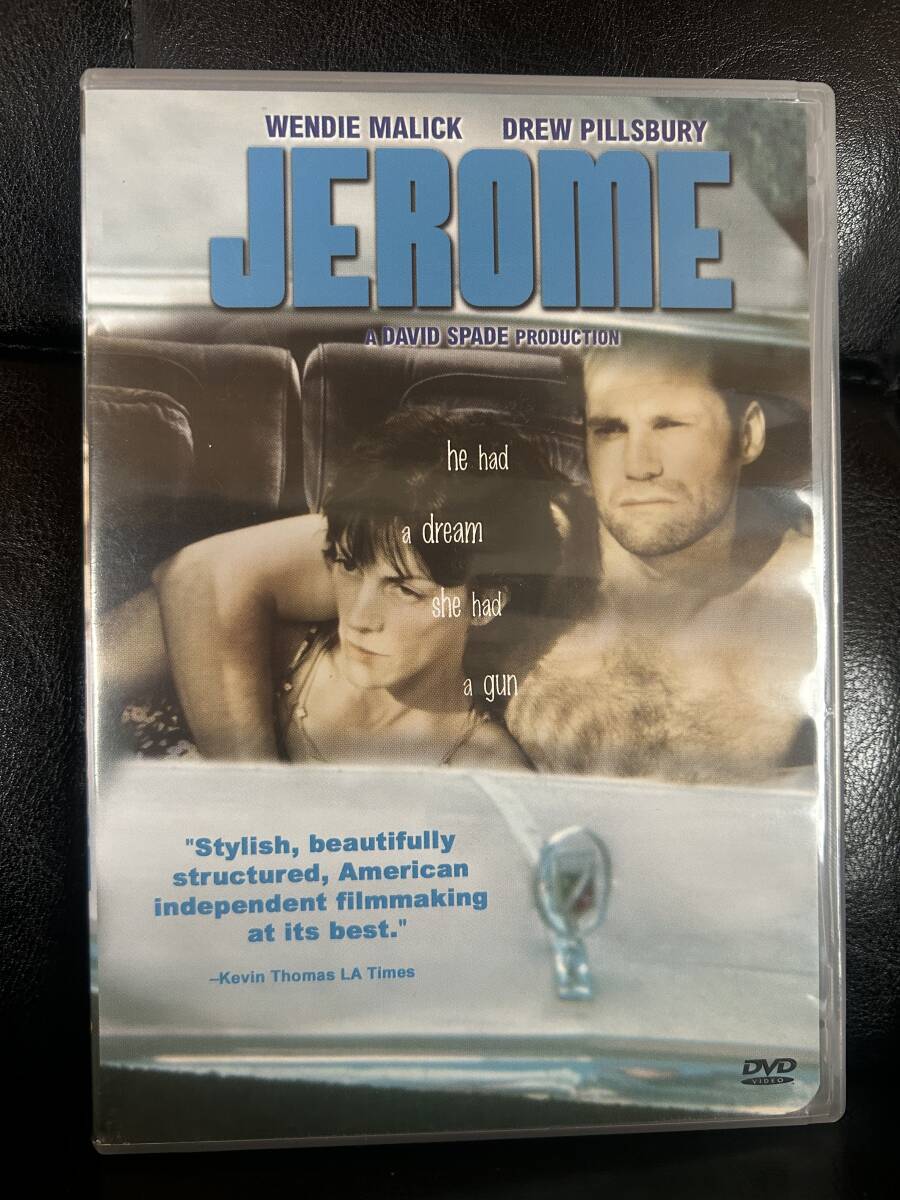 WENDIE MALICK DREW PILLSBURY
JEROME
A DAVID SPADE PRODUCTION
he had
a dream
she had
a gun
"Stylish, beautifully
structured, American
independent filmmaking
at its best."
–Kevin Thomas LA Times
DVD
VIDEO